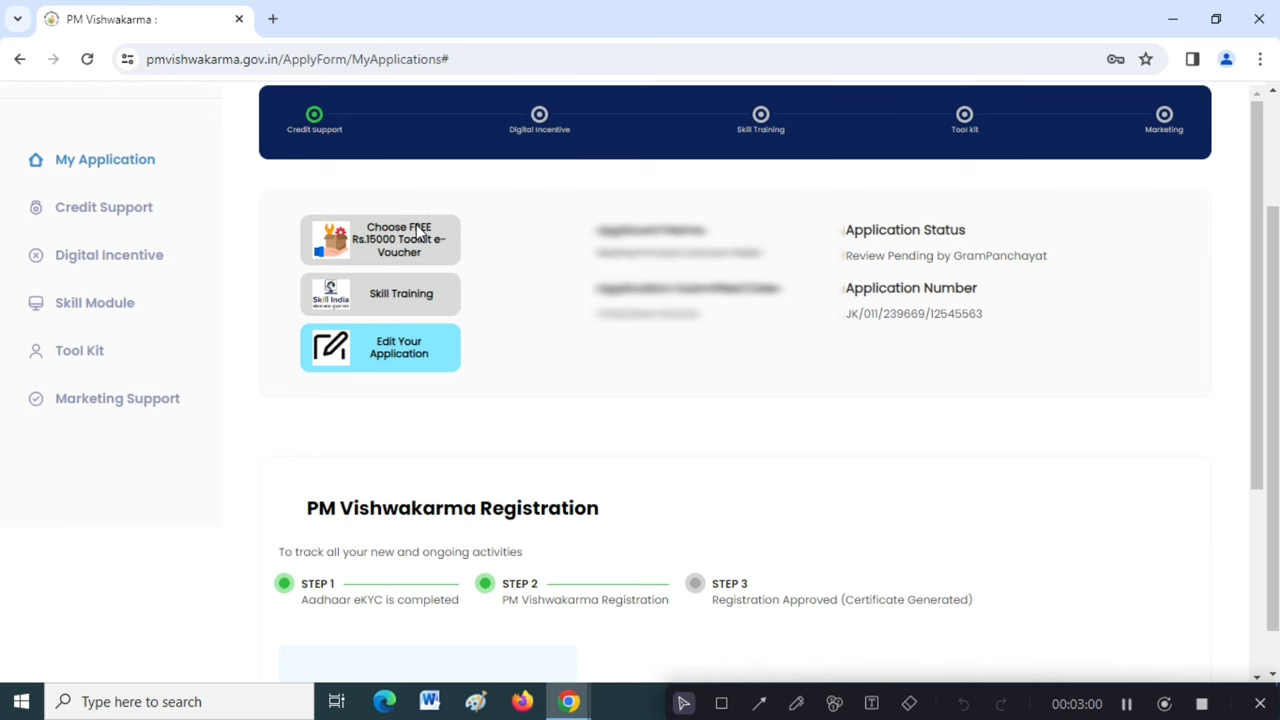 PM Vishwakarma :
pmvishwakarma.gov.in/ApplyForm/MyApplications#
Credit Support
Digital Incentive
Skill Training
Tool kit
Marketing
My Application
Credit Support
Digital Incentive
Skill Module
Tool Kit
Marketing Support
Choose FREE
Rs.15000 Toolkit e-
Voucher
Skill India
Skill Training
Edit Your
Application
Application Status
Review Pending by GramPanchayat
Application Number
JK/011/239669/12545563
PM Vishwakarma Registration
To track all your new and ongoing activities
STEP 1
Aadhaar eKYC is completed
STEP 2
PM Vishwakarma Registration
STEP 3
Registration Approved (Certificate Generated)
Type here to search
00:03:00